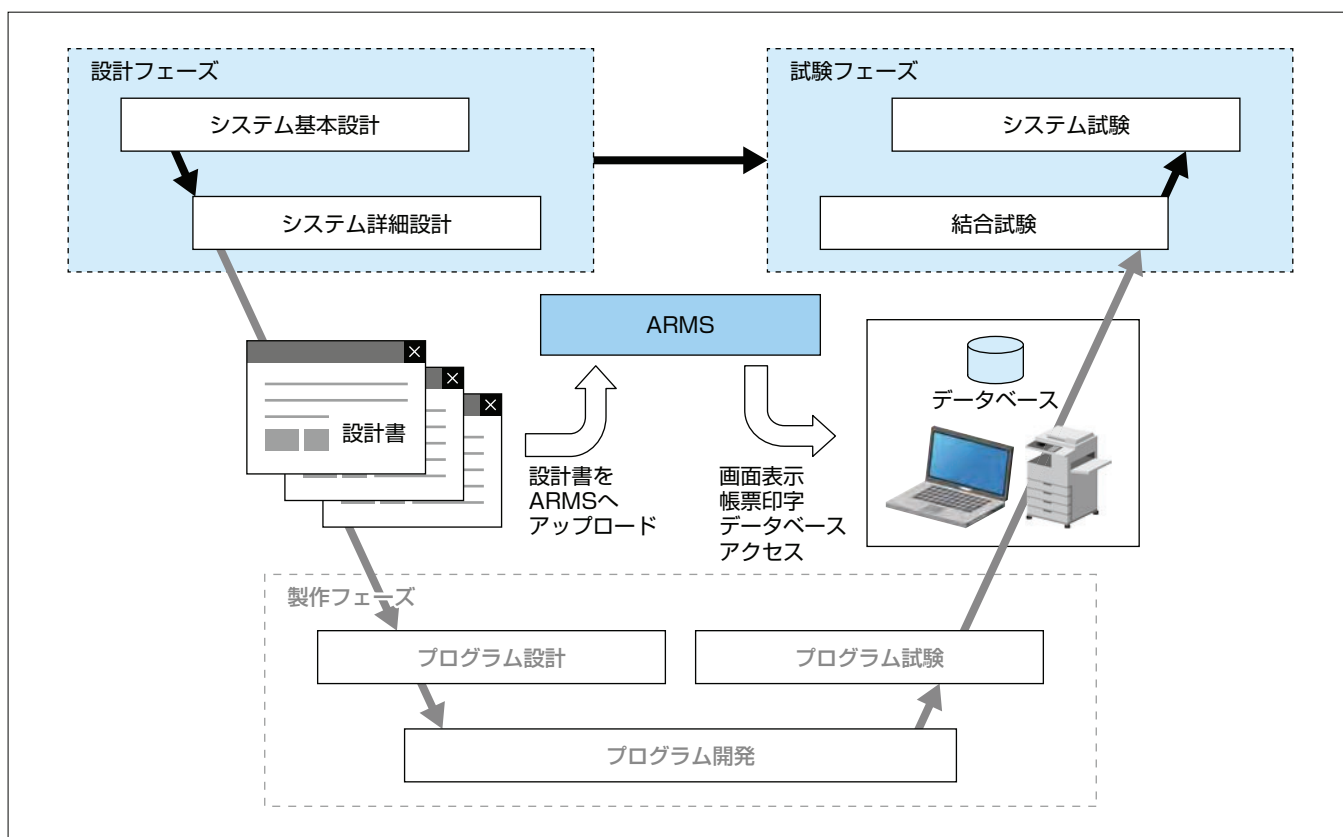 設計フェーズ
システム基本設計
システム詳細設計
試験フェーズ
システム試験
結合試験
ARMS
設計書
設計書を
ARMSへ
アップロード
画面表示
帳票印字
データベース
アクセス
データベース
製作フェーズ
プログラム設計
プログラム試験
プログラム開発